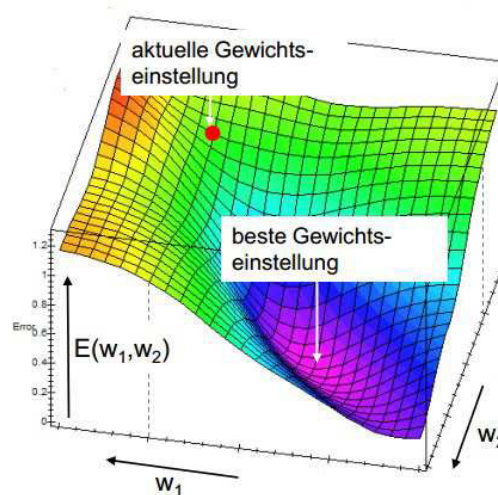 aktuelle Gewichts-
einstellung
beste Gewichts-
einstellung
1.2
1
0.8
Error
0.6
0.4
0.2
0
E(w₁,w₂)
w₁
w₂